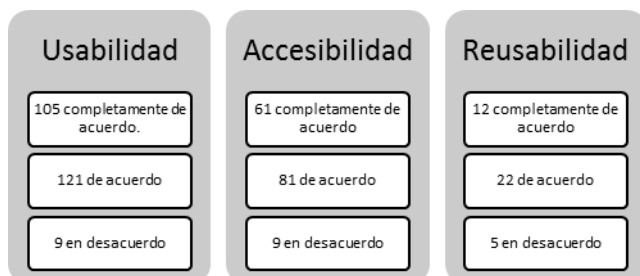 Usabilidad
105 completamente de
acuerdo.
121 de acuerdo
9 en desacuerdo
Accesibilidad
61 completamente de
acuerdo
81 de acuerdo
9 en desacuerdo
Reusabilidad
12 completamente de
acuerdo
22 de acuerdo
5 en desacuerdo